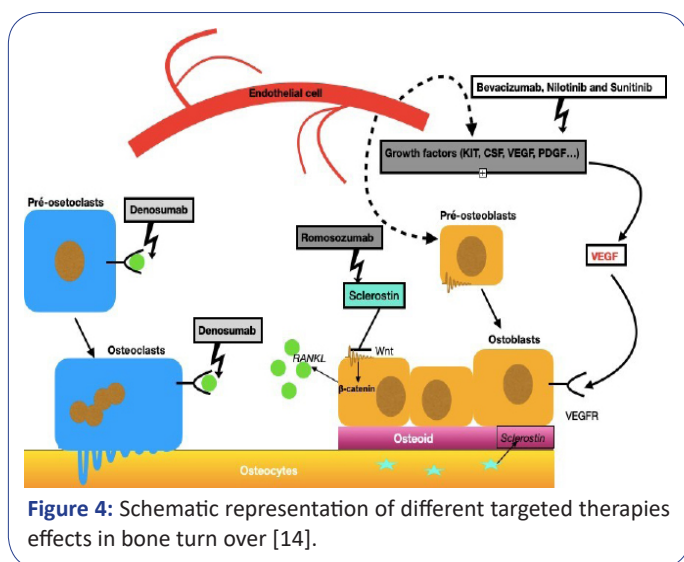 Endothelial cell
Bevacizumab, Nilotinib and Sunitinib
Growth factors (KIT, CSF, VEGF, PDGF...)
Pré-osetoclasts
Denosumab
Pré-osteoblasts
Romosozumab
VEGF
Sclerostin
Denosumab
Osteoclasts
Ostoblasts
RANKL
Wnt
β-catenin
VEGFR
Osteoid
Sclerostin
Osteocytes
Figure 4: Schematic representation of different targeted therapies
effects in bone turn over [14].